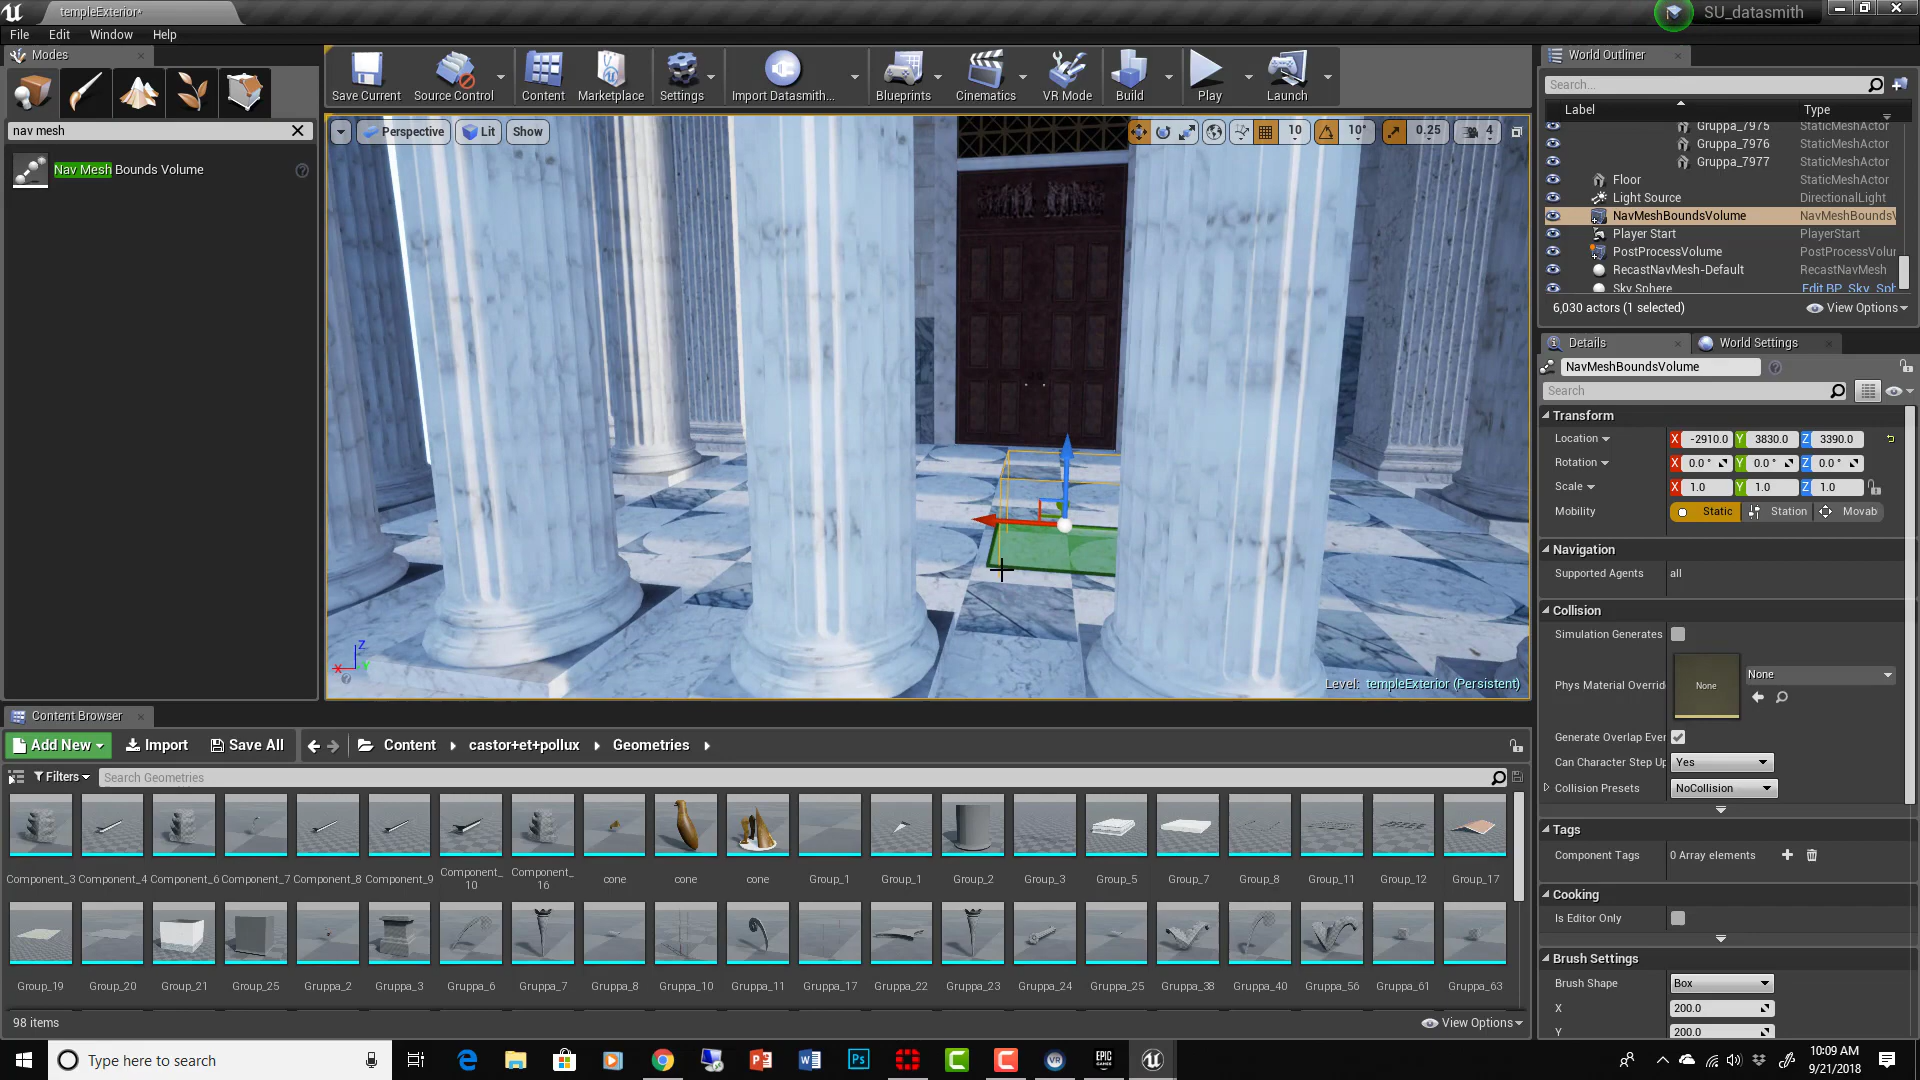 templeExterior•
SU_datasmith
File Edit Window Help
Modes
nav mesh
Nav Mesh Bounds Volume
Save Current
Source Control
Content
Marketplace
Settings
Import Datasmith...
Blueprints
Cinematics
VR Mode
Build
Play
Launch
Perspective
Lit
Show
10
10°
0.25
4
Z
X
Y
Level: templeExterior (Persistent)
World Outliner
Search...
Label
Type
Gruppa_7975 StaticMeshActor
Gruppa_7976 StaticMeshActor
Gruppa_7977 StaticMeshActor
Floor StaticMeshActor
Light Source DirectionalLight
NavMeshBoundsVolume NavMeshBoundsV
Player Start PlayerStart
PostProcessVolume PostProcessVolur
RecastNavMesh-Default RecastNavMesh
Sky Sphere Edit BP_Sky_Sph
6,030 actors (1 selected)
View Options
Details
World Settings
NavMeshBoundsVolume
Search
Transform
Location X -2910.0 Y 3830.0 Z 3390.0
Rotation X 0.0 ° Y 0.0 ° Z 0.0 °
Scale X 1.0 Y 1.0 Z 1.0
Mobility Static Station Movab
Navigation
Supported Agents all
Collision
Simulation Generates
Phys Material Overrid None None
Generate Overlap Ever
Can Character Step Up Yes
Collision Presets NoCollision
Tags
Component Tags 0 Array elements
Cooking
Is Editor Only
Brush Settings
Brush Shape Box
X 200.0
Y 200.0
Content Browser
Add New Import Save All Content castor+et+pollux Geometries
Filters Search Geometries
Component_3 Component_4 Component_6 Component_7 Component_8 Component_9 Component_10 Component_16 cone cone cone Group_1 Group_1 Group_2 Group_3 Group_5 Group_7 Group_8 Group_11 Group_12 Group_17
Group_19 Group_20 Group_21 Group_25 Gruppa_2 Gruppa_3 Gruppa_6 Gruppa_7 Gruppa_8 Gruppa_10 Gruppa_11 Gruppa_17 Gruppa_22 Gruppa_23 Gruppa_24 Gruppa_25 Gruppa_38 Gruppa_40 Gruppa_56 Gruppa_61 Gruppa_63
98 items
View Options
Type here to search
EPIC GAMES
10:09 AM
9/21/2018